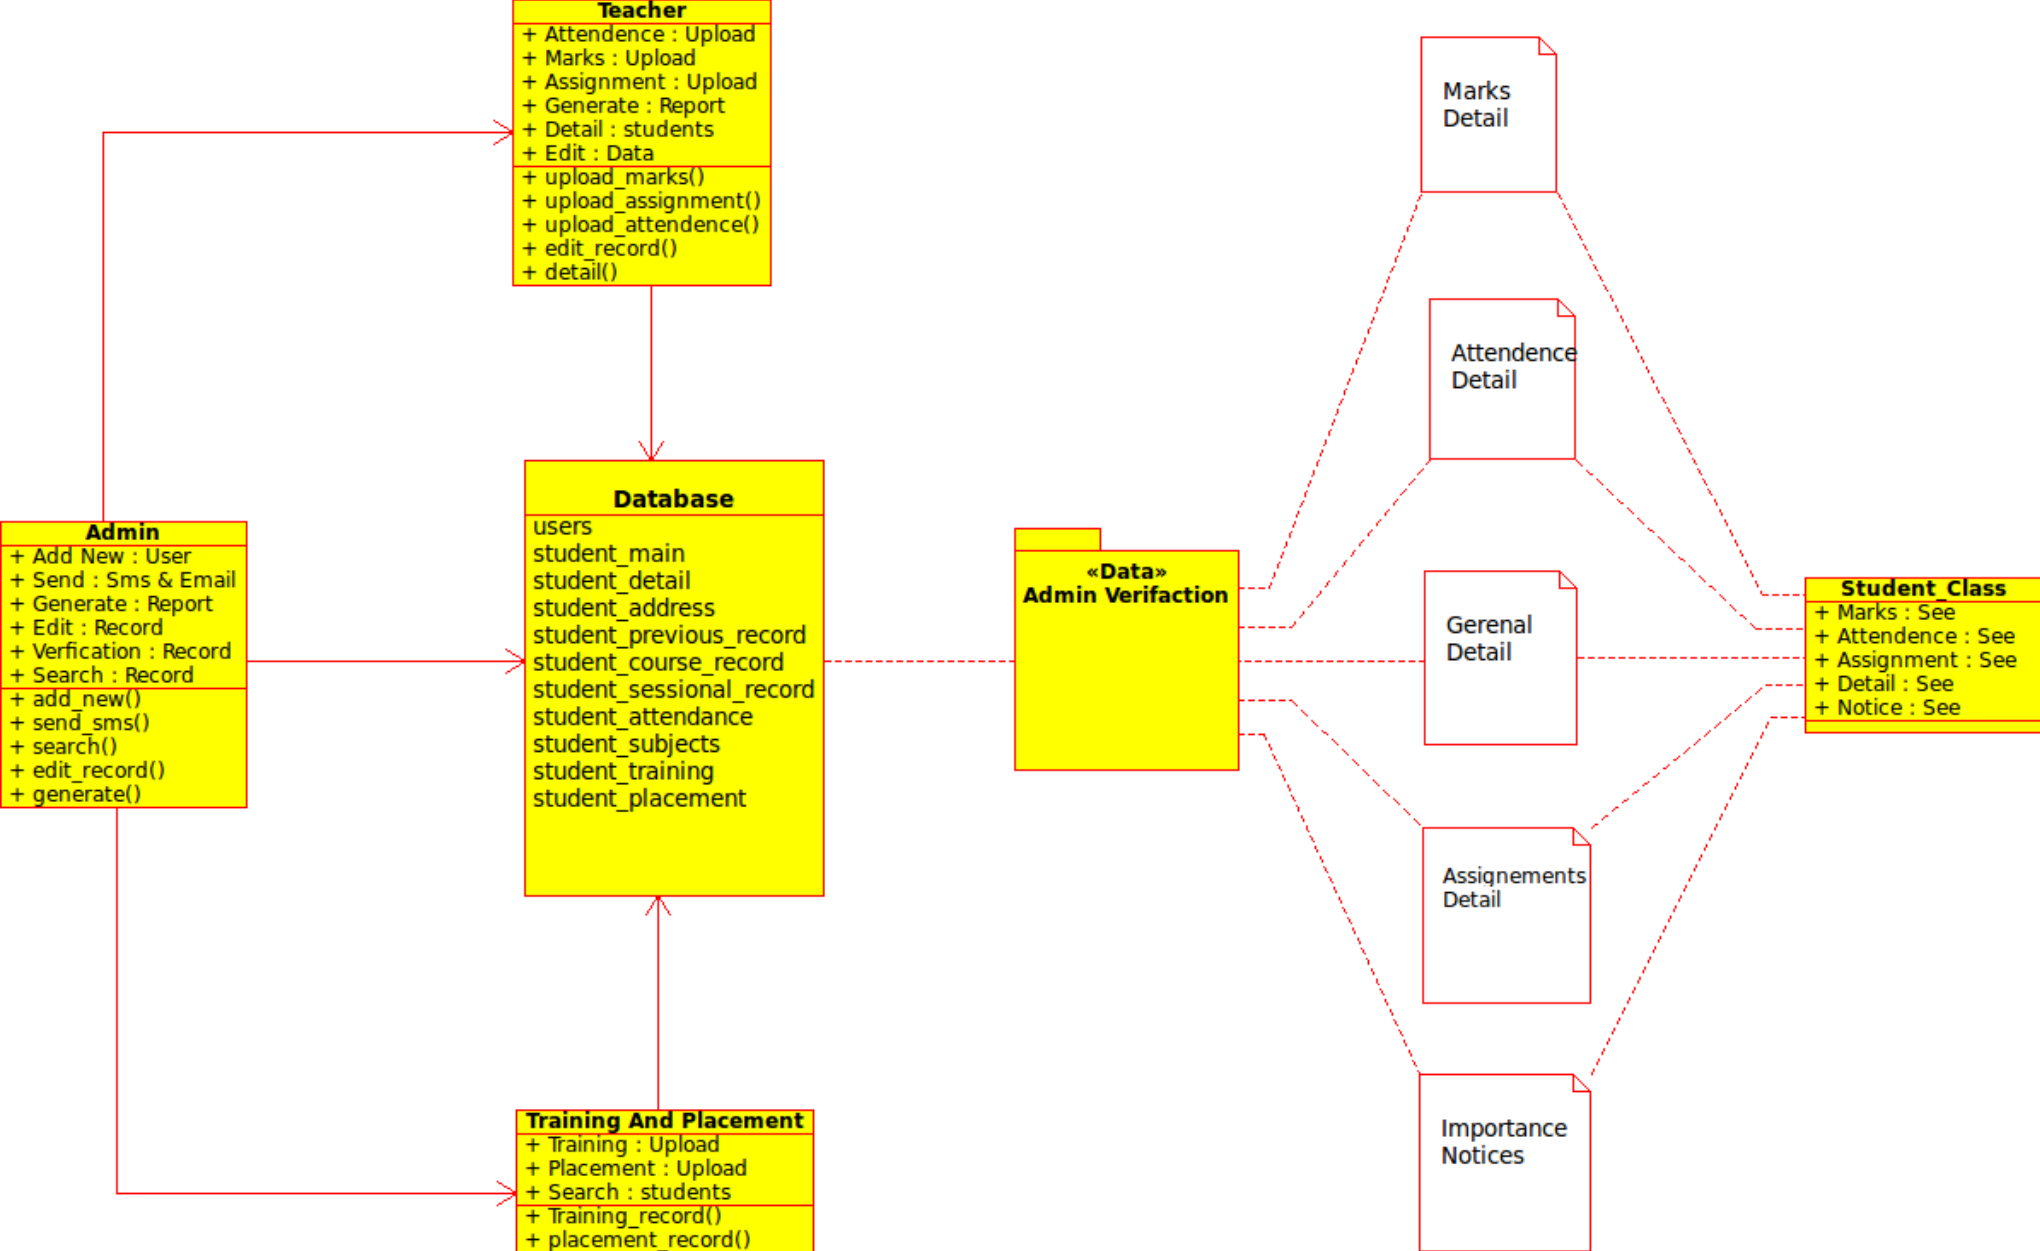 Teacher
+ Attendence : Upload
+ Marks : Upload
+ Assignment : Upload
+ Generate : Report
+ Detail : students
+ Edit : Data
+ upload_marks()
+ upload_assignment()
+ upload_attendence()
+ edit_record()
+ detail()
Admin
+ Add New : User
+ Send : Sms & Email
+ Generate : Report
+ Edit : Record
+ Verfication : Record
+ Search : Record
+ add_new()
+ send_sms()
+ search()
+ edit_record()
+ generate()
Database
users
student_main
student_detail
student_address
student_previous_record
student_course_record
student_sessional_record
student_attendance
student_subjects
student_training
student_placement
Training And Placement
+ Training : Upload
+ Placement : Upload
+ Search : students
+ Training_record()
+ placement_record()
«Data»
Admin Verifaction
Marks
Detail
Attendence
Detail
Gerenal
Detail
Assignements
Detail
Importance
Notices
Student_Class
+ Marks : See
+ Attendence : See
+ Assignment : See
+ Detail : See
+ Notice : See